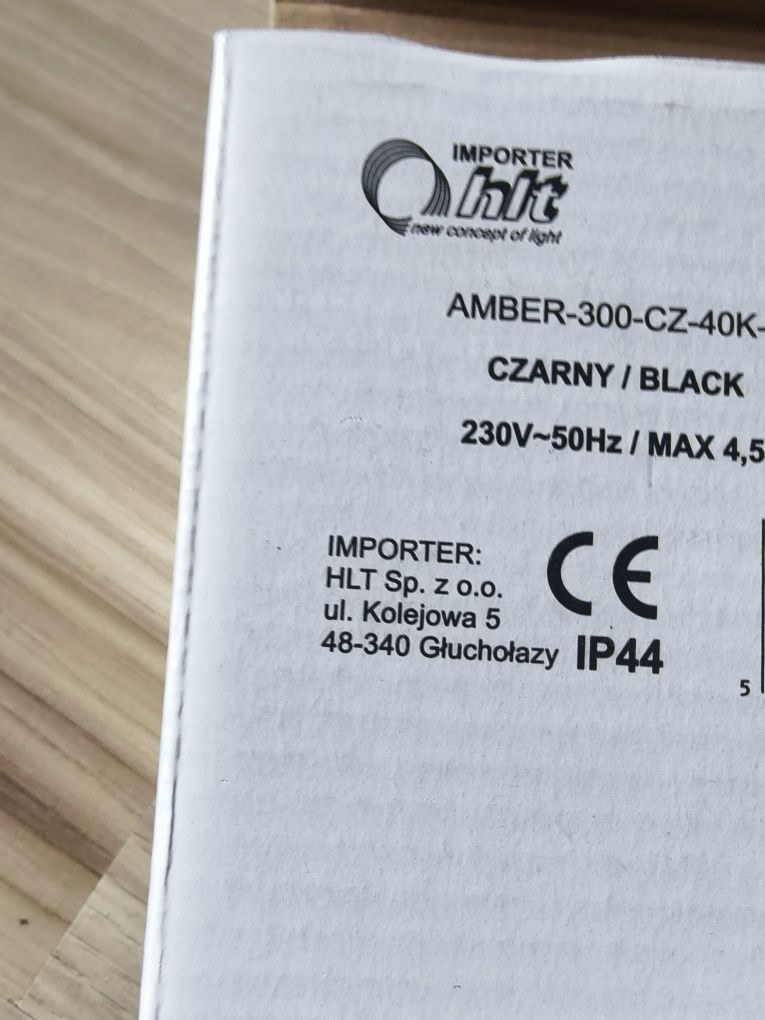 IMPORTER
hlt
new concept of light
AMBER-300-CZ-40K-
CZARNY / BLACK
230V~50Hz / MAX 4,5
IMPORTER:
HLT Sp. z o.o.
ul. Kolejowa 5
48-340 Głuchołazy
CE
IP44
5